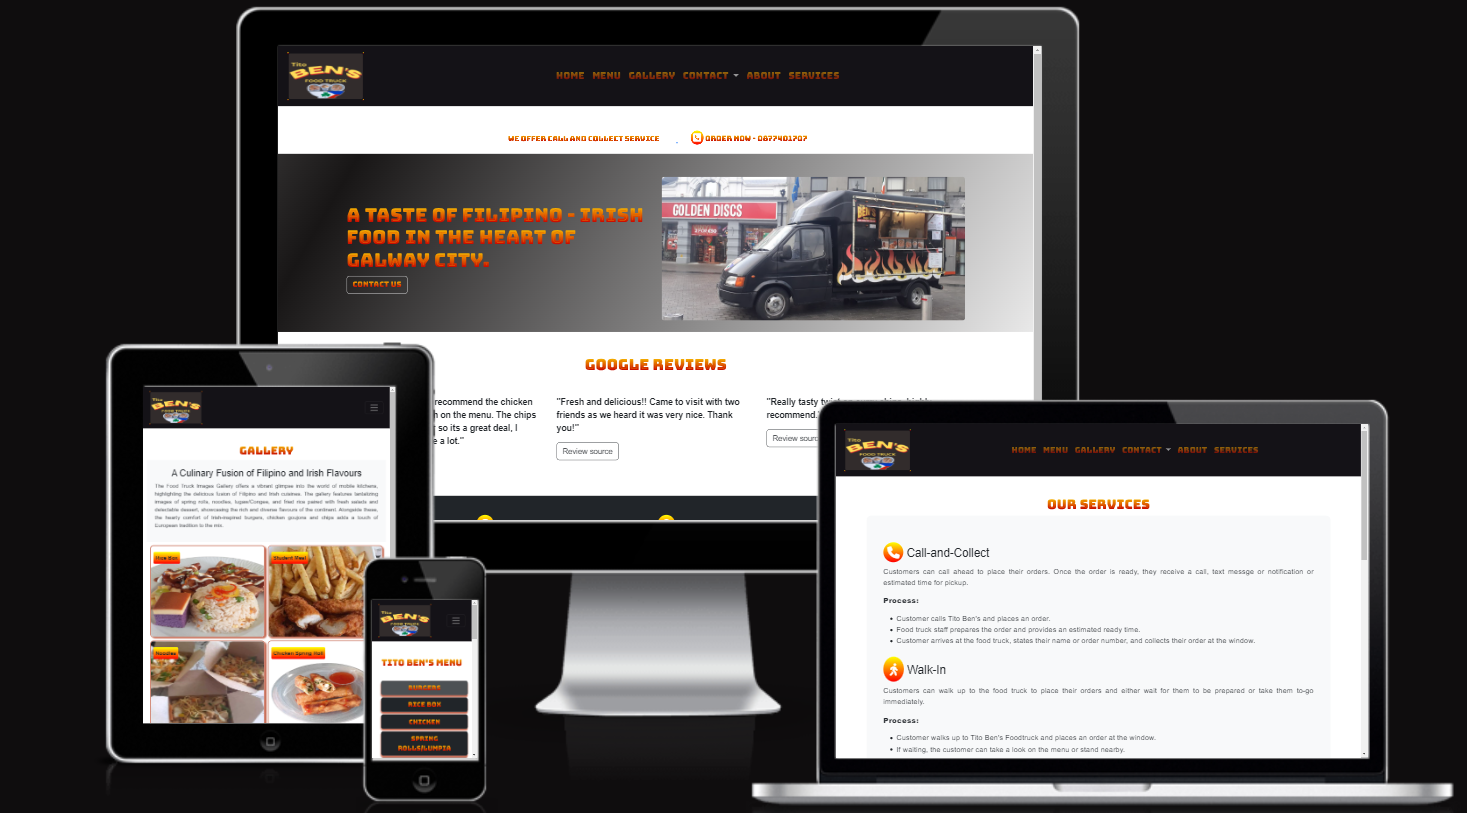 Tito
BEN'S
FOOD TRUCK
HOME MENU GALLERY CONTACT ABOUT SERVICES
WE OFFER CALL AND COLLECT SERVICE
ORDER NOW - 0877401707
A TASTE OF FILIPINO - IRISH
FOOD IN THE HEART OF
GALWAY CITY.
CONTACT US
GOLDEN DISCS
GOOGLE REVIEWS
recommend the chicken
on the menu. The chips
so its a great deal, I
e a lot."
"Fresh and delicious!! Came to visit with two
friends as we heard it was very nice. Thank
you!"
Review source
"Really tasty
recommend.
Review sour
Tito
BEN'S
FOOD TRUCK
GALLERY
A Culinary Fusion of Filipino and Irish Flavours
The Food Truck Images Gallery offers a vibrant glimpse into the world of mobile kitchens,
highlighting the delicious fusion of Filipino and Irish cuisines. The gallery features tantalizing
images of spring rolls, noodles, lugaw/Congee, and fried rice paired with fresh salads and
delectable dessert, showcasing the rich and diverse flavours of the continent. Alongside these,
the hearty comfort of Irish-inspired burgers, chicken goujons and chips adds a touch of
European tradition to the mix.
Rice Box
Student Meal
Noodles
Chicken Spring Roll
Tito
BEN'S
FOOD TRUCK
TITO BEN'S MENU
BURGERS
RICE BOX
CHICKEN
SPRING
ROLLS/LUMPIA
Tito
BEN'S
FOOD TRUCK
HOME MENU GALLERY CONTACT ABOUT SERVICES
OUR SERVICES
Call-and-Collect
Customers can call ahead to place their orders. Once the order is ready, they receive a call, text messge or notification or
estimated time for pickup.
Process:
Customer calls Tito Ben's and places an order.
Food truck staff prepares the order and provides an estimated ready time.
Customer arrives at the food truck, states their name or order number, and collects their order at the window.
Walk-In
Customers can walk up to the food truck to place their orders and either wait for them to be prepared or take them to-go
immediately.
Process:
Customer walks up to Tito Ben's Foodtruck and places an order at the window.
If waiting, the customer can take a look on the menu or stand nearby.